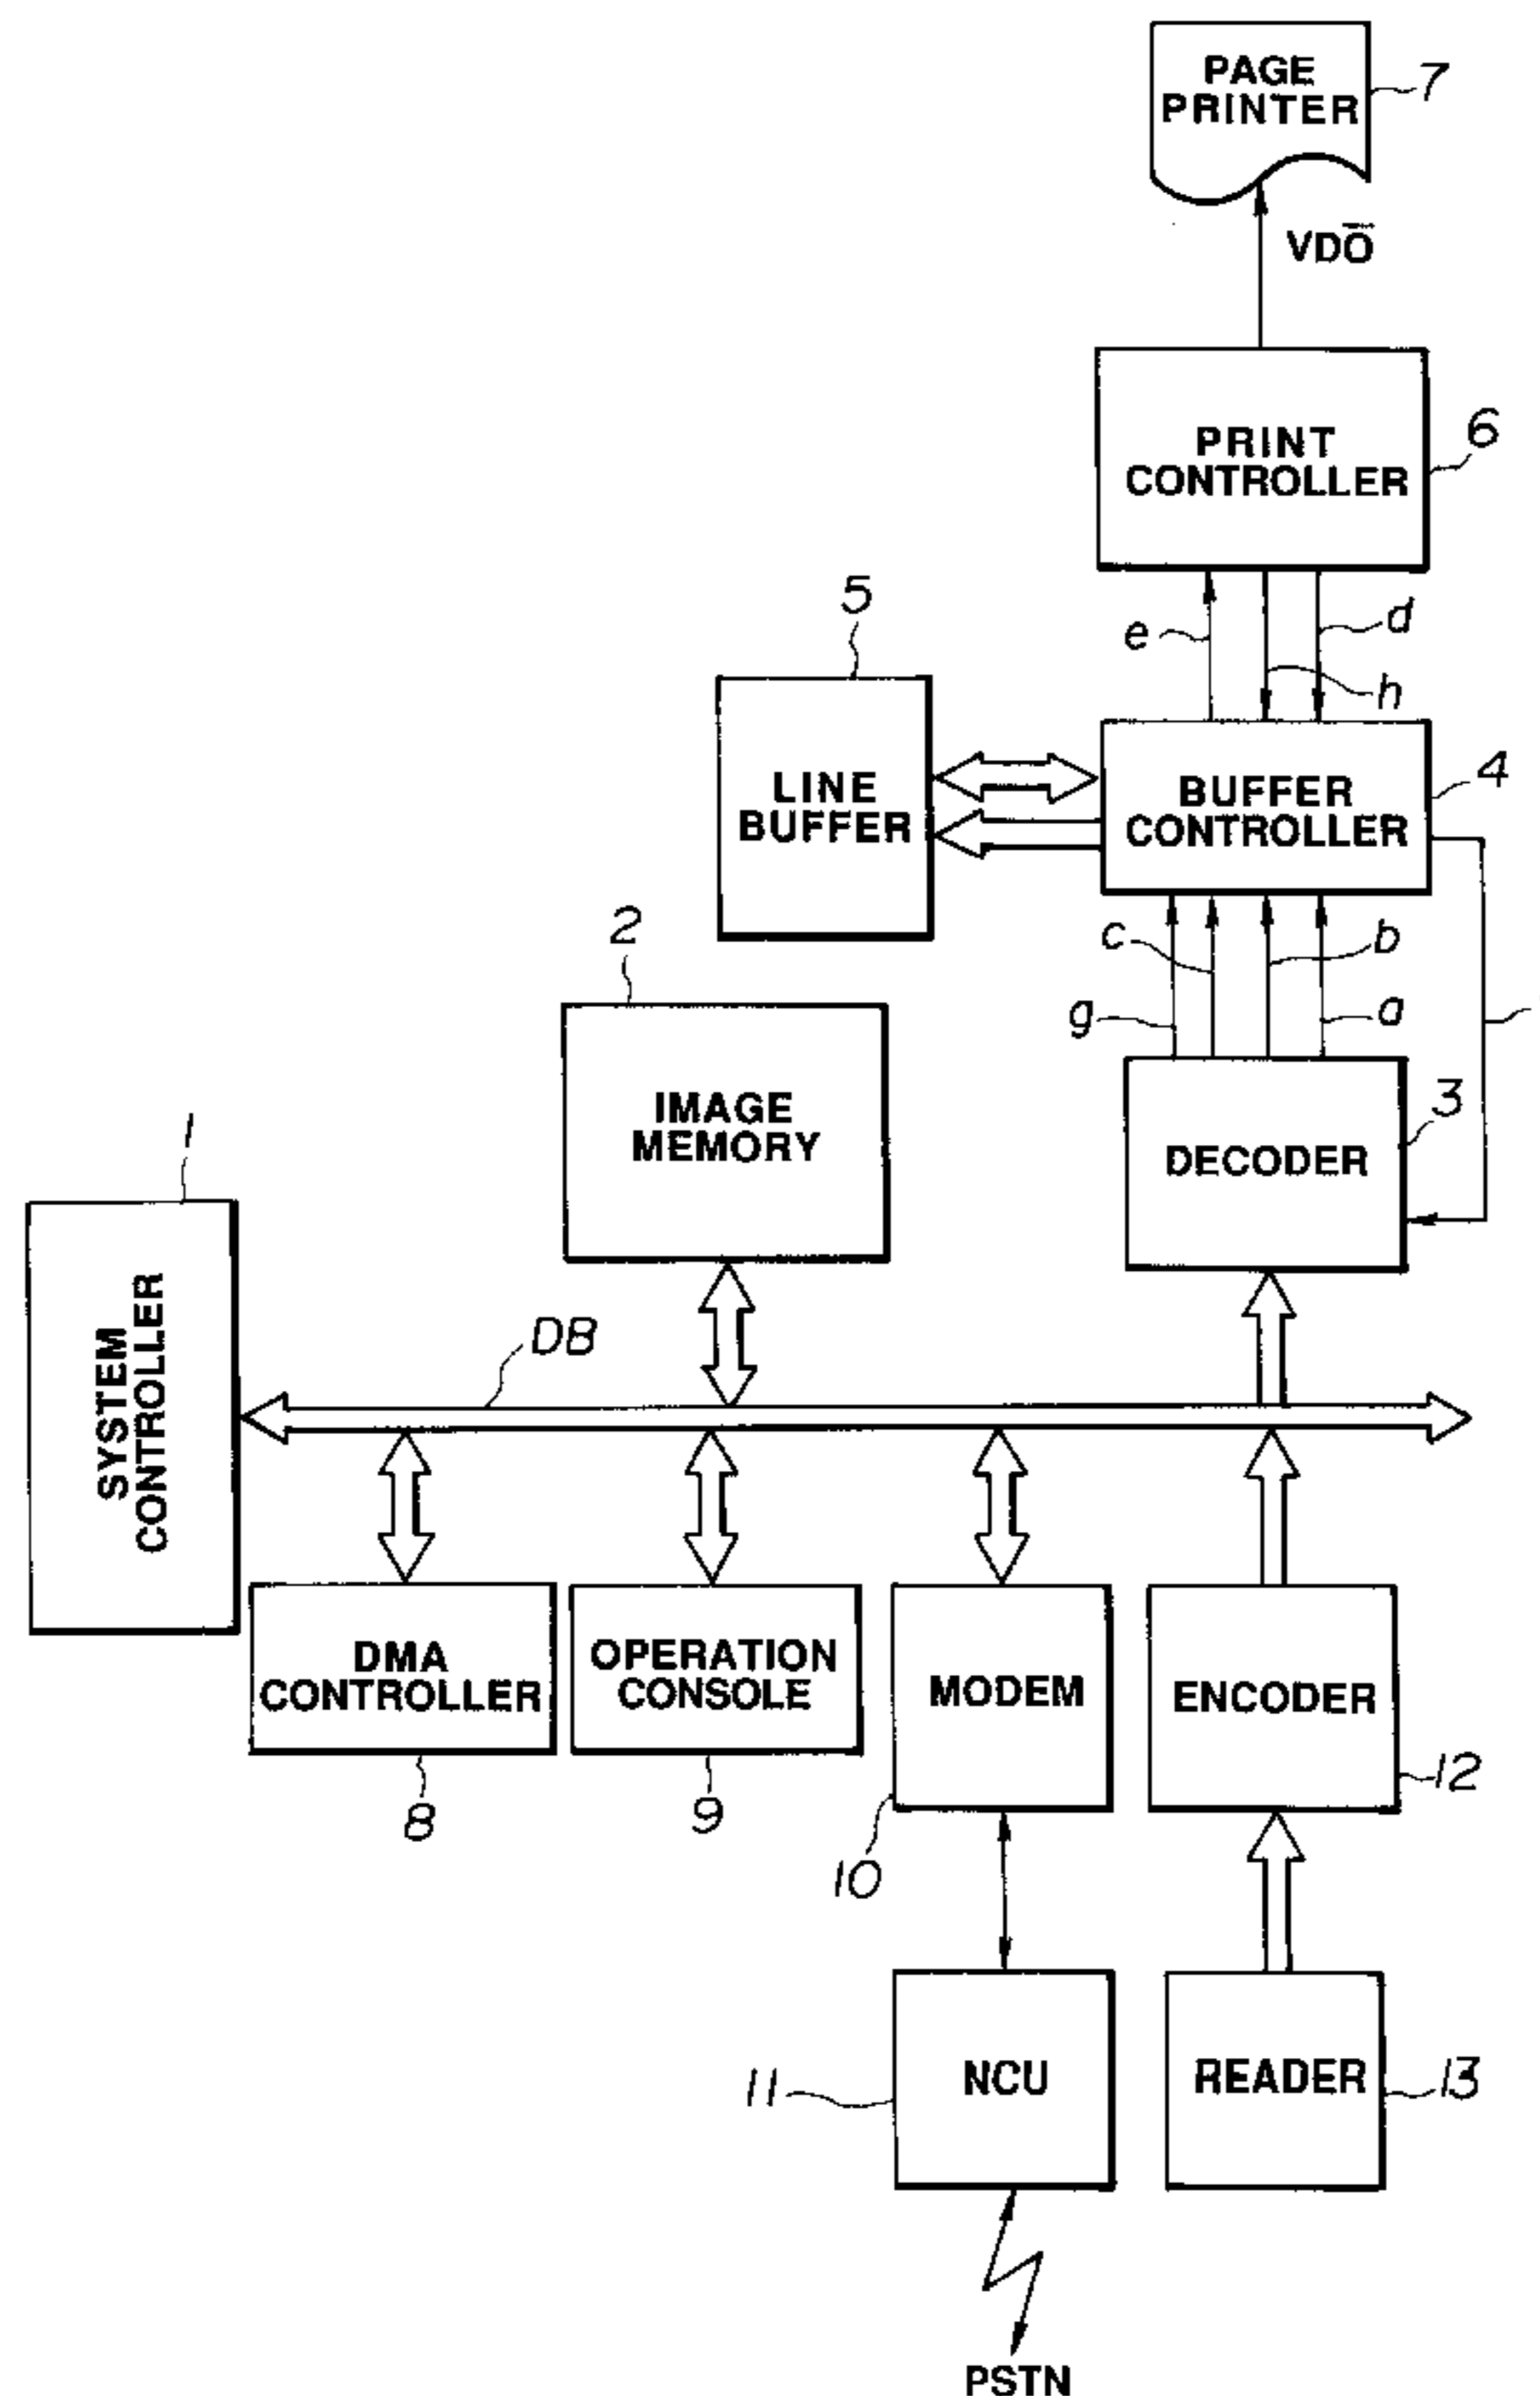 PAGE
PRINTER
7
VDO̅
PRINT
CONTROLLER
6
e
d
h
5
LINE
BUFFER
BUFFER
CONTROLLER
4
2
c
b
g
a
IMAGE
MEMORY
3
DECODER
1
SYSTEM
CONTROLLER
DB
DMA
CONTROLLER
OPERATION
CONSOLE
MODEM
ENCODER
8
9
10
12
11
NCU
READER
13
PSTN